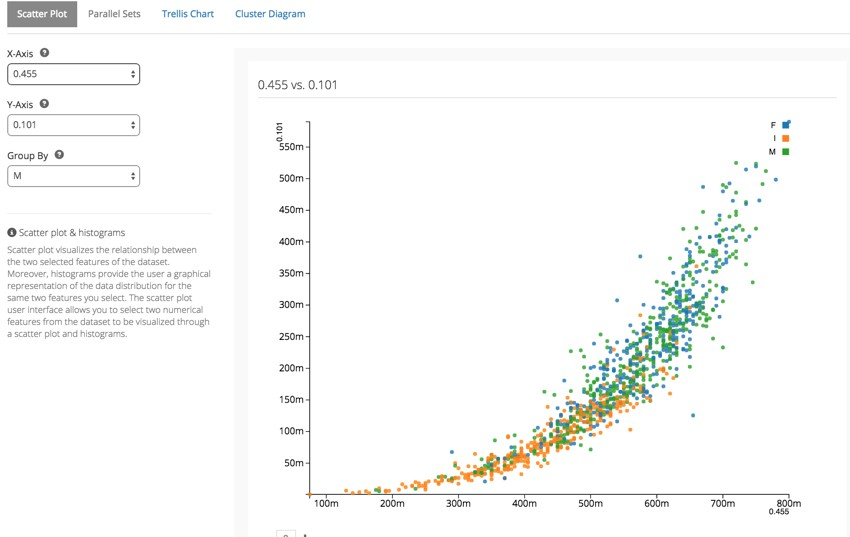 Scatter Plot Parallel Sets Trellis Chart Cluster Diagram
X-Axis ?
0.455
Y-Axis ?
0.101
Group By ?
M
Scatter plot & histograms
Scatter plot visualizes the relationship between
the two selected features of the dataset.
Moreover, histograms provide the user a graphical
representation of the data distribution for the
same two features you select. The scatter plot
user interface allows you to select two numerical
features from the dataset to be visualized through
a scatter plot and histograms.
0.455 vs. 0.101
0.101
F
I
M
550m
500m
450m
400m
350m
300m
250m
200m
150m
100m
50m
100m 200m 300m 400m 500m 600m 700m 800m
0.455